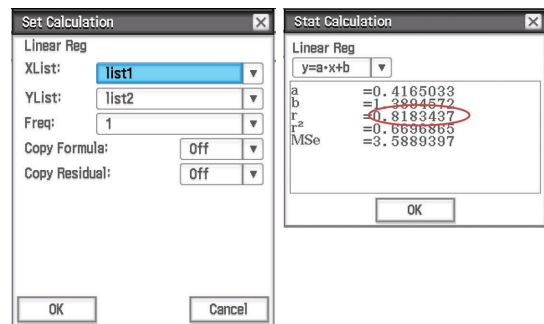 Set Calculation
Linear Reg
XList: list1
YList: list2
Freq: 1
Copy Formula: Off
Copy Residual: Off
OK Cancel
Stat Calculation
Linear Reg
y=a•x+b
a =0.4165033
b =1.3894572
r =0.8183437
r² =0.6696865
MSe =3.5889397
OK